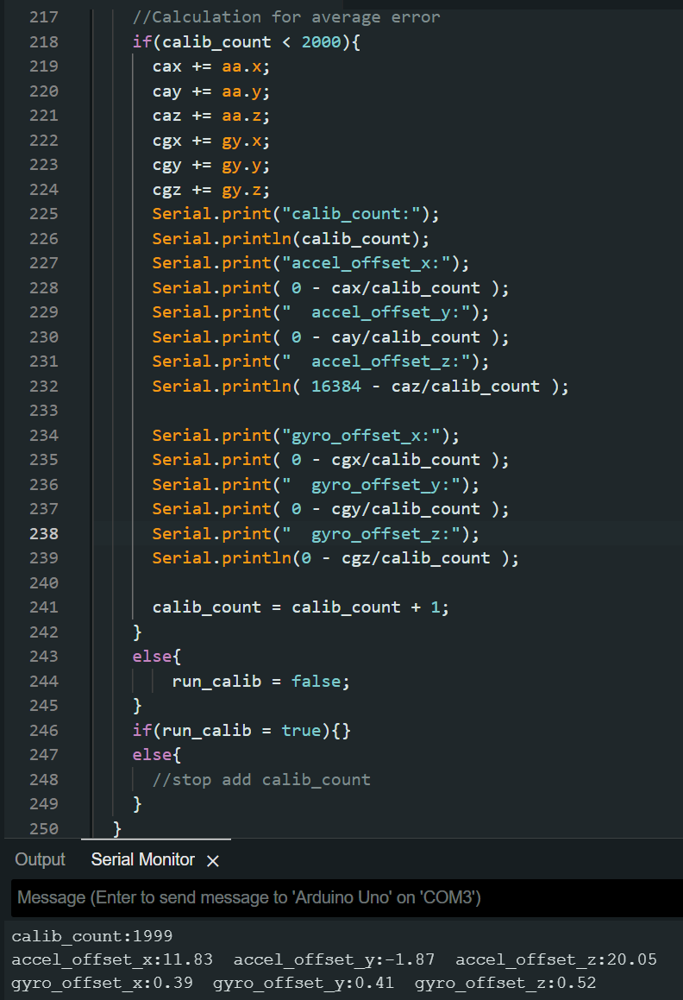 217 //Calculation for average error
218 if(calib_count < 2000){
219 cax += aa.x;
220 cay += aa.y;
221 caz += aa.z;
222 cgx += gy.x;
223 cgy += gy.y;
224 cgz += gy.z;
225 Serial.print("calib_count:");
226 Serial.println(calib_count);
227 Serial.print("accel_offset_x:");
228 Serial.print( 0 - cax/calib_count );
229 Serial.print("  accel_offset_y:");
230 Serial.print( 0 - cay/calib_count );
231 Serial.print("  accel_offset_z:");
232 Serial.println( 16384 - caz/calib_count );
233
234 Serial.print("gyro_offset_x:");
235 Serial.print( 0 - cgx/calib_count );
236 Serial.print("  gyro_offset_y:");
237 Serial.print( 0 - cgy/calib_count );
238 Serial.print("  gyro_offset_z:");
239 Serial.println(0 - cgz/calib_count );
240
241 calib_count = calib_count + 1;
242 }
243 else{
244 run_calib = false;
245 }
246 if(run_calib = true){}
247 else{
248 //stop add calib_count
249 }
250 }
Output Serial Monitor ×
Message (Enter to send message to 'Arduino Uno' on 'COM3')
calib_count:1999
accel_offset_x:11.83  accel_offset_y:-1.87  accel_offset_z:20.05
gyro_offset_x:0.39  gyro_offset_y:0.41  gyro_offset_z:0.52